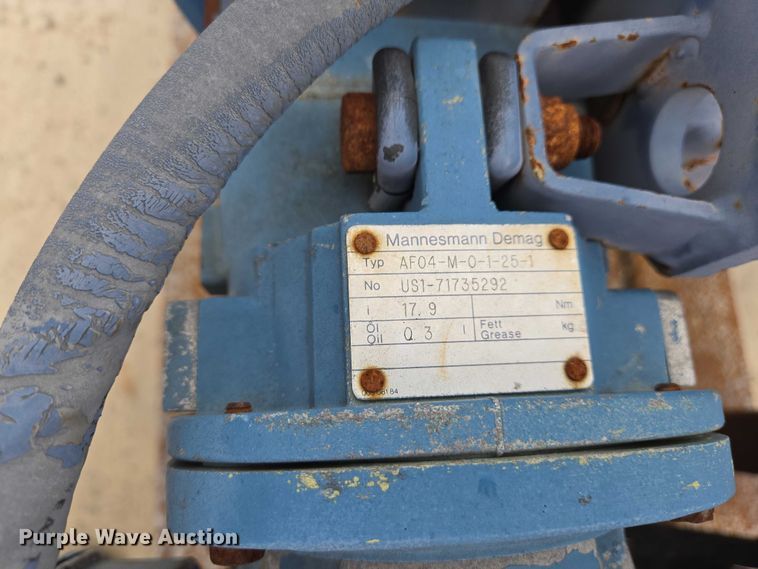 Mannesmann Demag
Typ AF04-M-0-1-25-1
No US1-71735292
i 17,9 Nm
Öl Oil 0 3 l Fett Grease kg
Purple Wave Auction